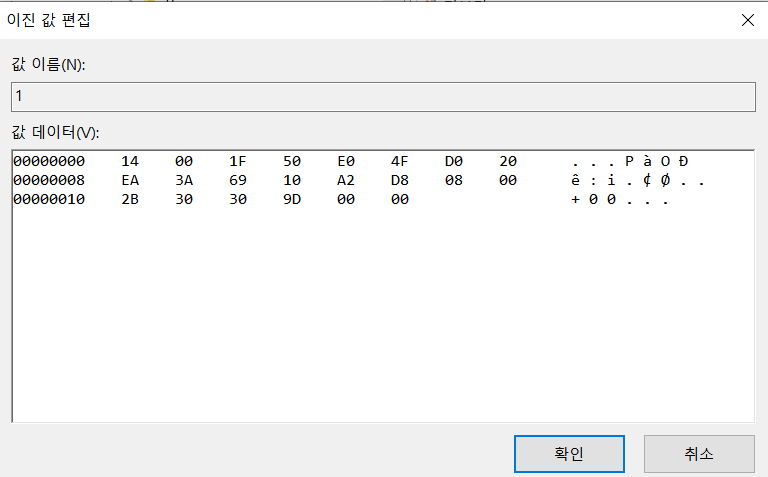 이진 값 편집
값 이름(N):
1
값 데이터(V):
00000000 14 00 1F 50 E0 4F D0 20 . . . P à O Ð
00000008 EA 3A 69 10 A2 D8 08 00 ê : i . ¢ Ø . .
00000010 2B 30 30 9D 00 00 + 0 0 . . .
확인 취소